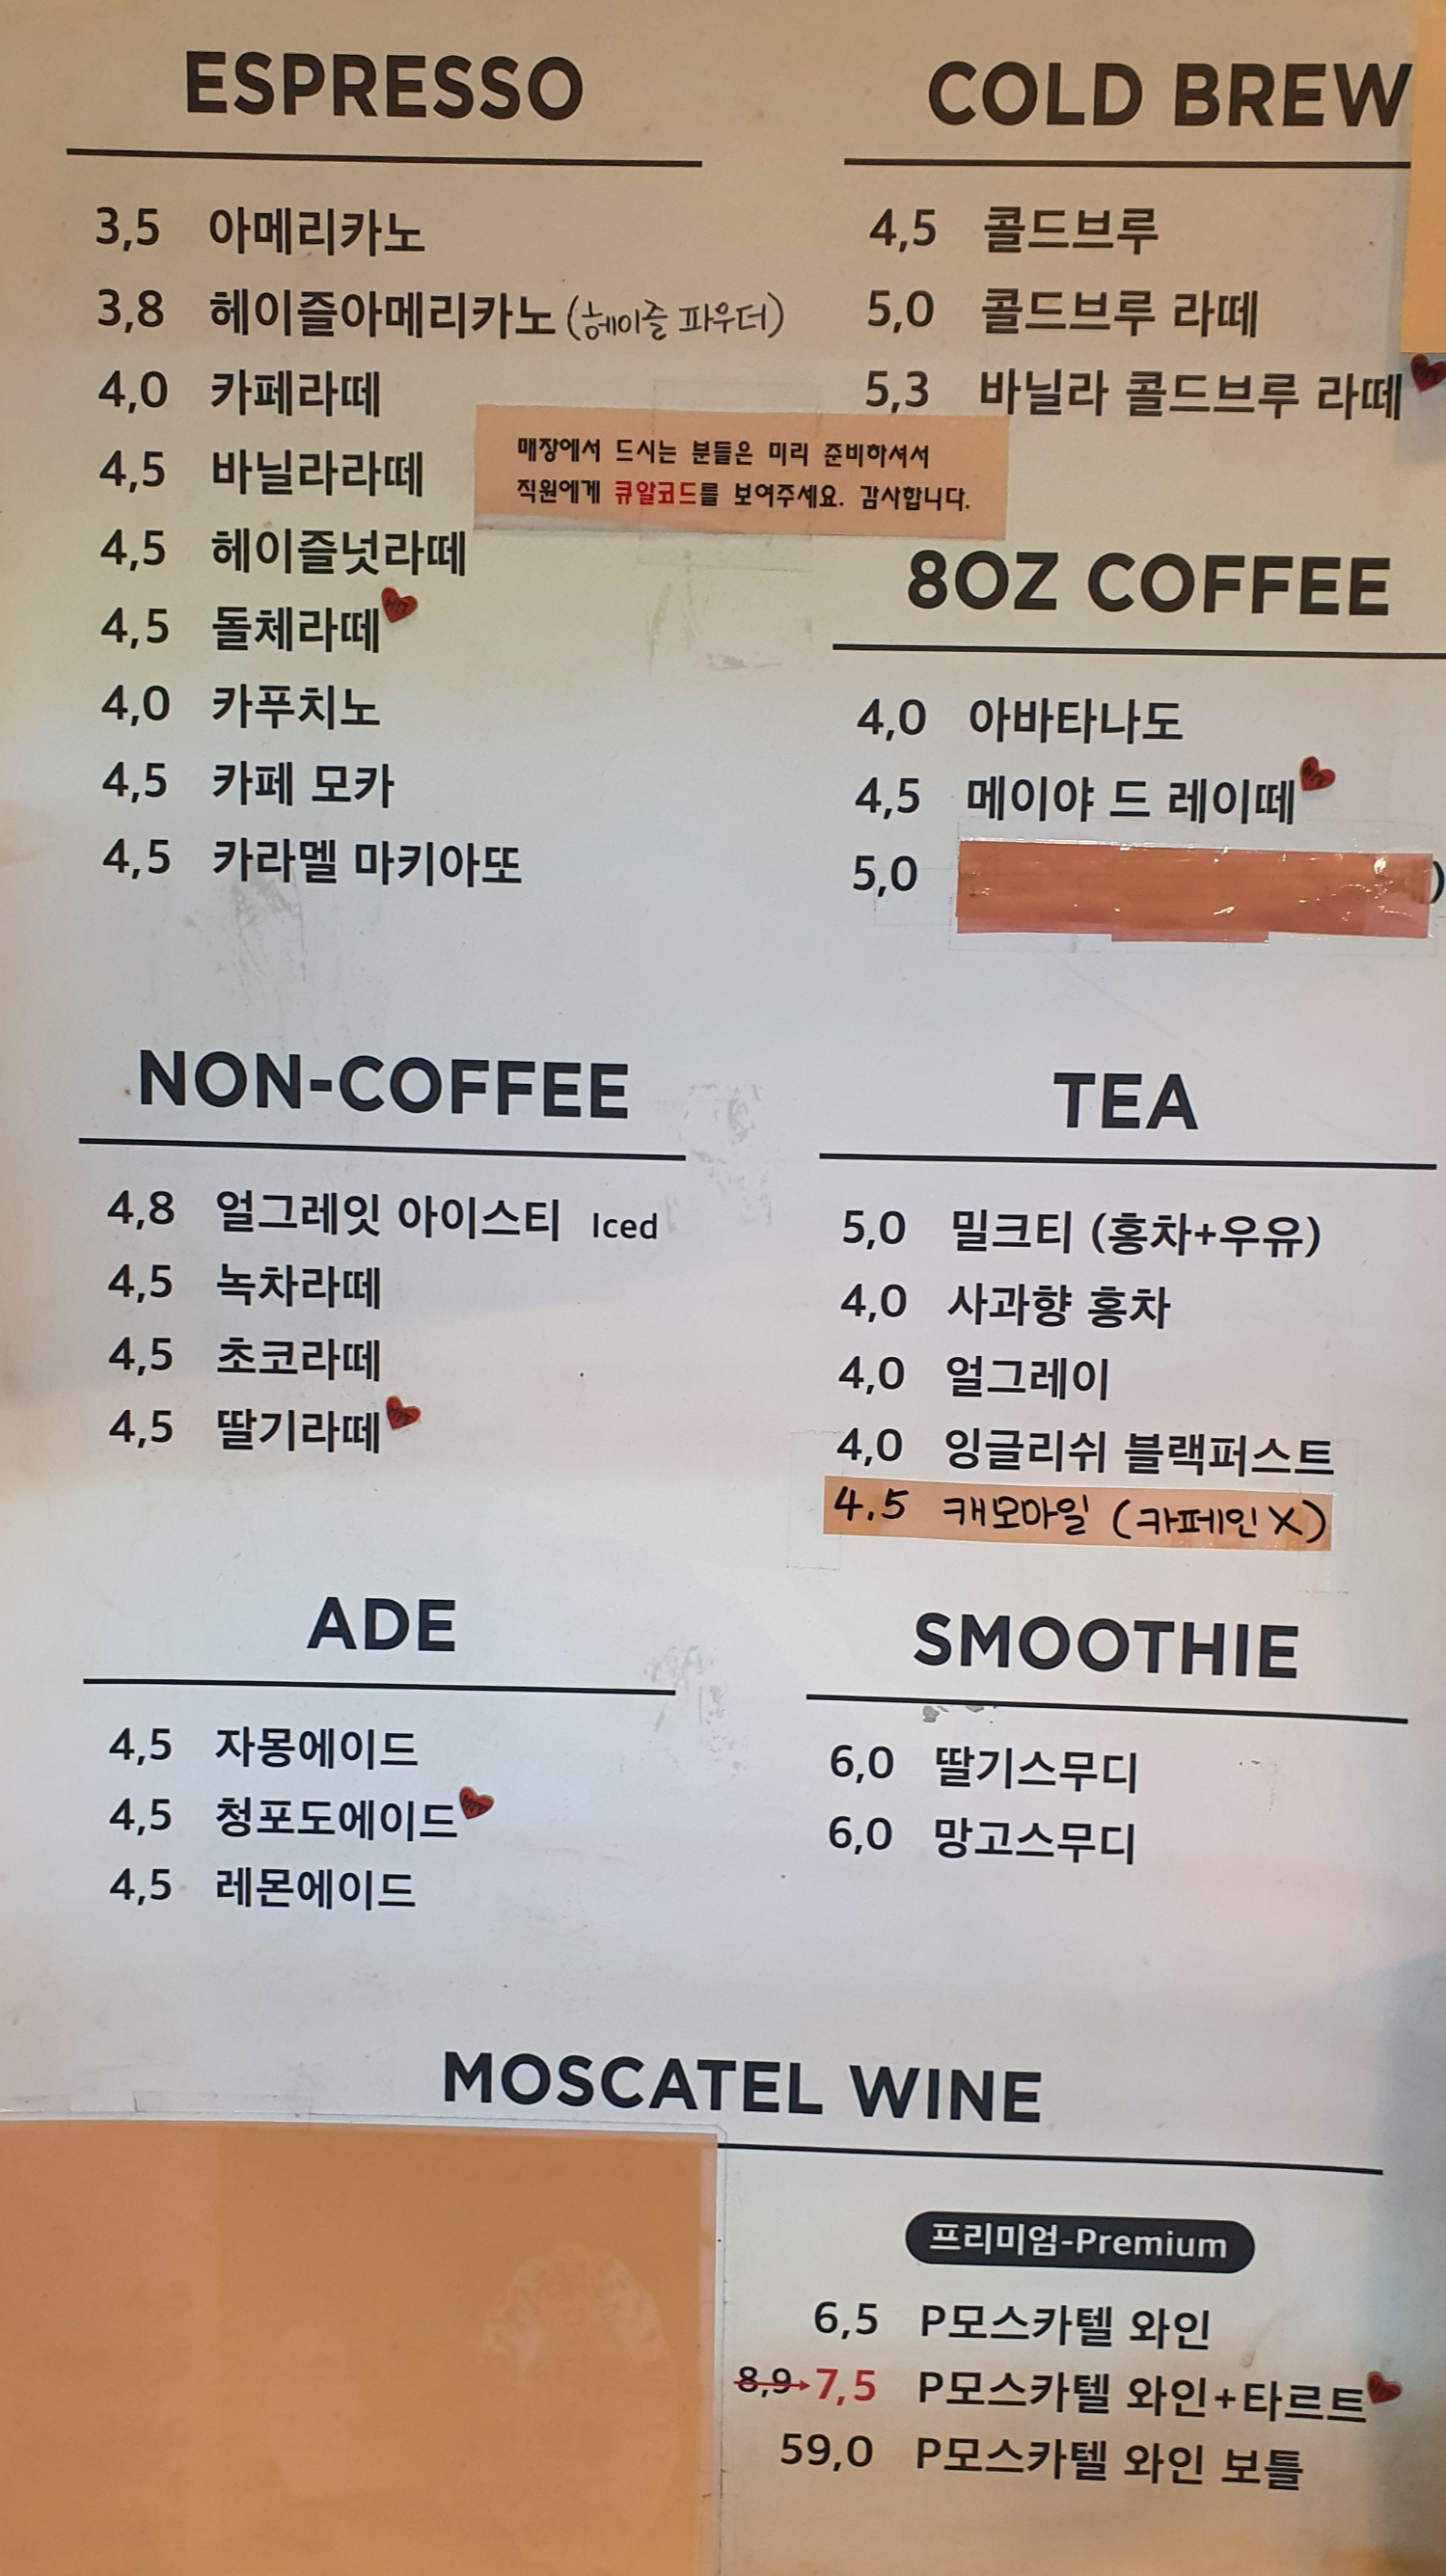 ESPRESSO
3,5 아메리카노
3,8 헤이즐아메리카노 (헤이즐 파우더)
4,0 카페라떼
4,5 바닐라라떼
4,5 헤이즐넛라떼
4,5 돌체라떼
4,0 카푸치노
4,5 카페 모카
4,5 카라멜 마키아또
COLD BREW
4,5 콜드브루
5,0 콜드브루 라떼
5,3 바닐라 콜드브루 라떼
매장에서 드시는 분들은 미리 준비하셔서
직원에게 큐알코드를 보여주세요. 감사합니다.
8OZ COFFEE
4,0 아바타나도
4,5 메이야 드 레이떼
5,0 )
NON-COFFEE
4,8 얼그레잇 아이스티 Iced
4,5 녹차라떼
4,5 초코라떼
4,5 딸기라떼
TEA
5,0 밀크티 (홍차+우유)
4,0 사과향 홍차
4,0 얼그레이
4,0 잉글리쉬 블랙퍼스트
4.5 캐모마일 (카페인 X)
ADE
4,5 자몽에이드
4,5 청포도에이드
4,5 레몬에이드
SMOOTHIE
6,0 딸기스무디
6,0 망고스무디
MOSCATEL WINE
프리미엄-Premium
6,5 P모스카텔 와인
8,9→7,5 P모스카텔 와인+타르트
59,0 P모스카텔 와인 보틀